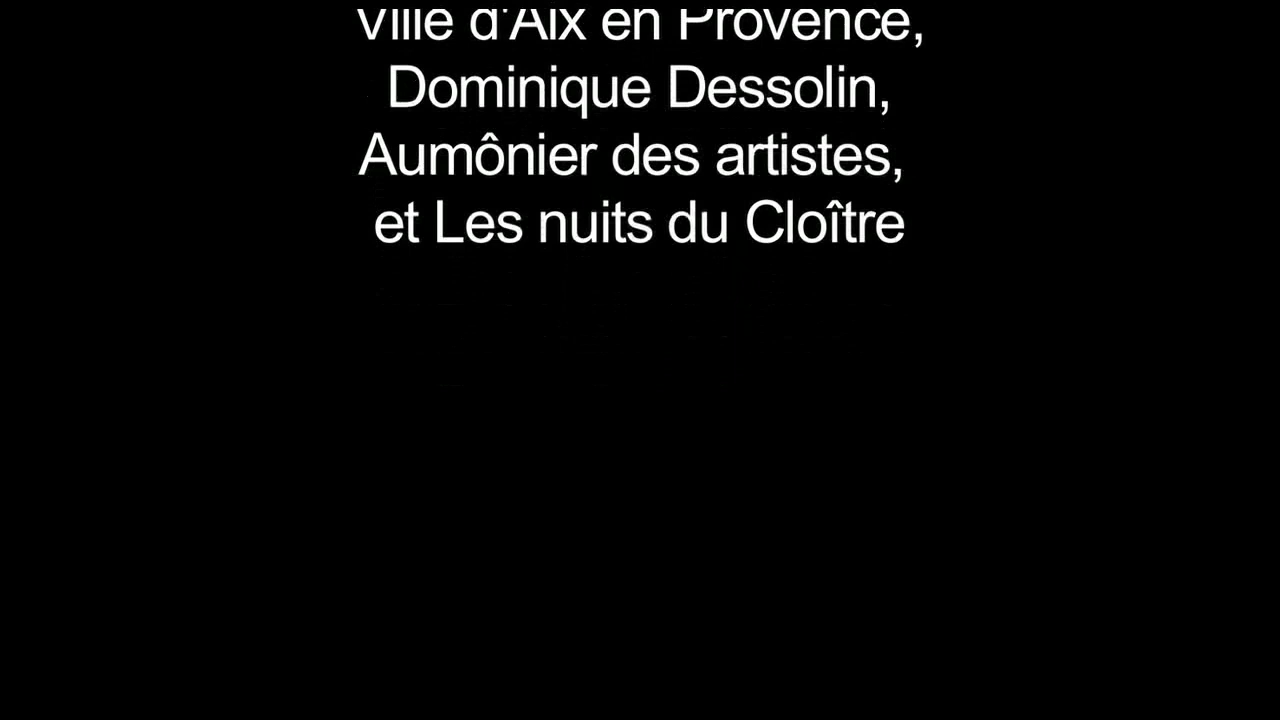 Ville d'Aix en Provence,
Dominique Dessolin,
Aumônier des artistes,
et Les nuits du Cloître